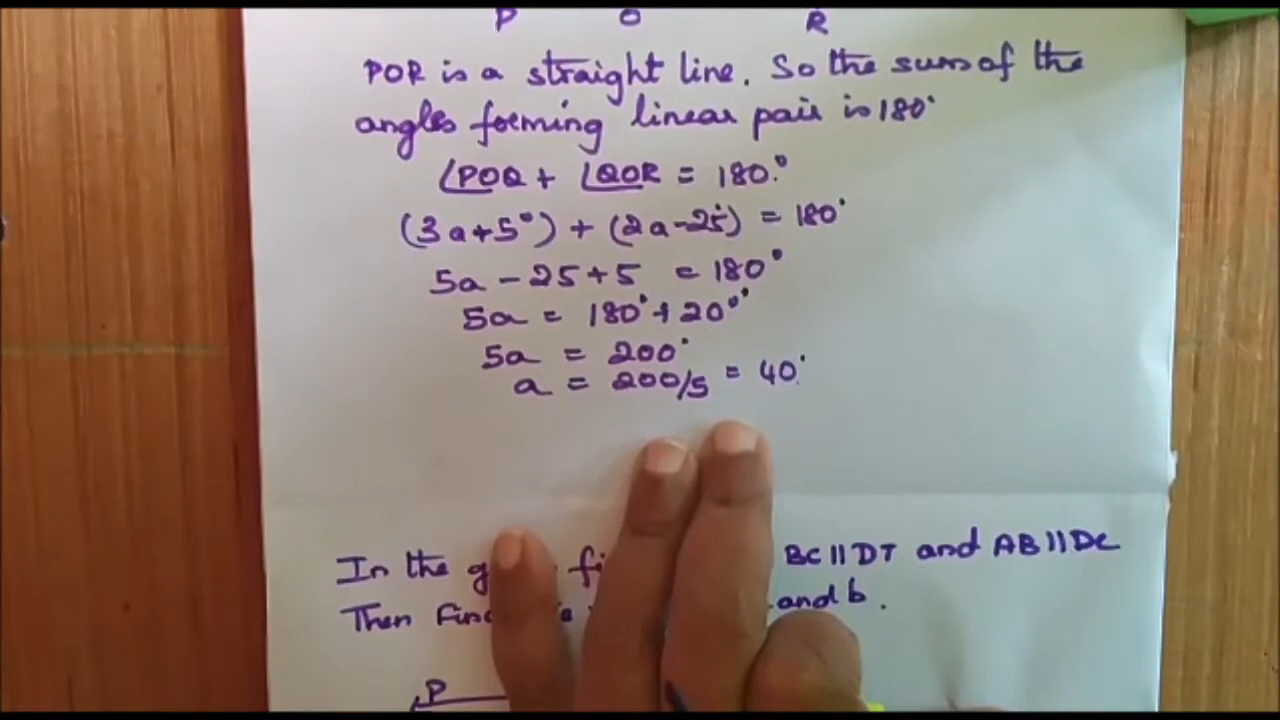 P O R
POR is a straight line. So the sum of the
angles forming linear pair is 180°
∠POQ + ∠QOR = 180.°
(3a+5°) + (2a-25°) = 180°
5a - 25 + 5 = 180°
5a = 180° + 20°
5a = 200°
a = 200/5 = 40°.
In the BC || DT and AB || DC
Then and b.
P